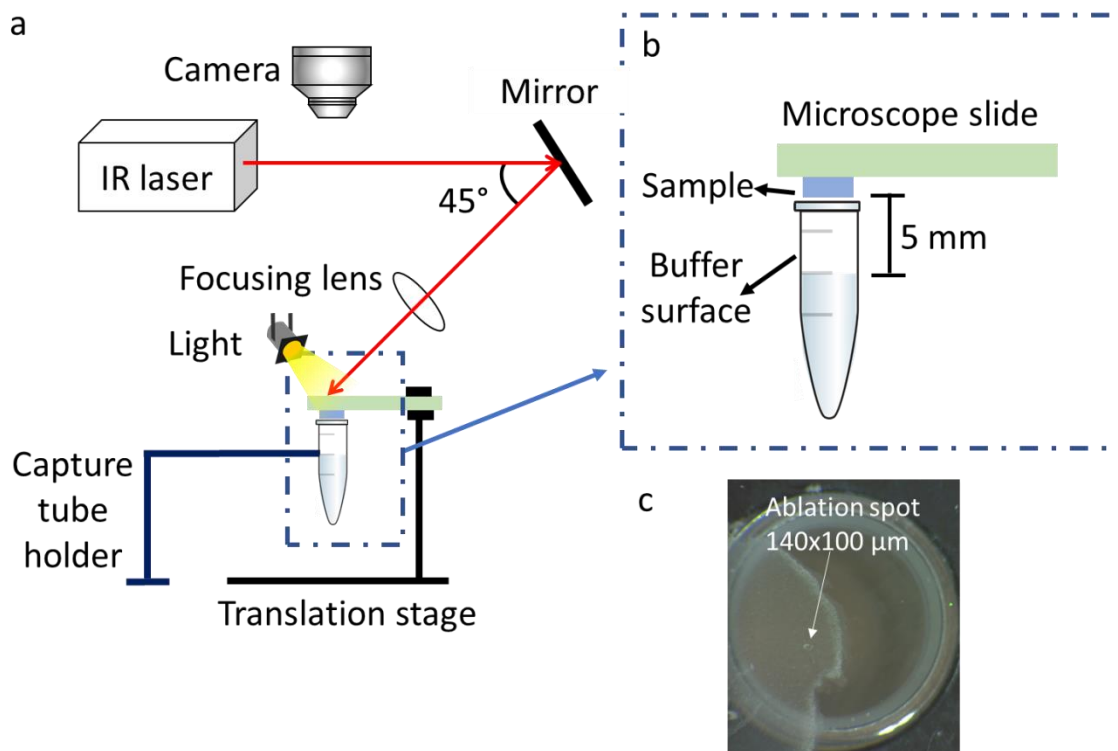 a
Camera
Mirror
IR laser
45°
Focusing lens
Light
Capture
tube
holder
Translation stage
b
Microscope slide
Sample
5 mm
Buffer
surface
c
Ablation spot
140x100 µm